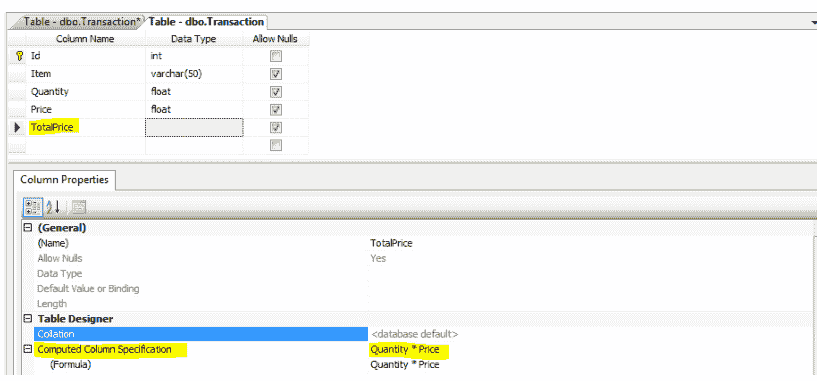 Table - dbo.Transaction* Table - dbo.Transaction
Column Name Data Type Allow Nulls
Id int
Item varchar(50)
Quantity float
Price float
TotalPrice
Column Properties
(General)
(Name) TotalPrice
Allow Nulls Yes
Data Type
Default Value or Binding
Length
Table Designer
Collation <database default>
Computed Column Specification Quantity * Price
(Formula) Quantity * Price